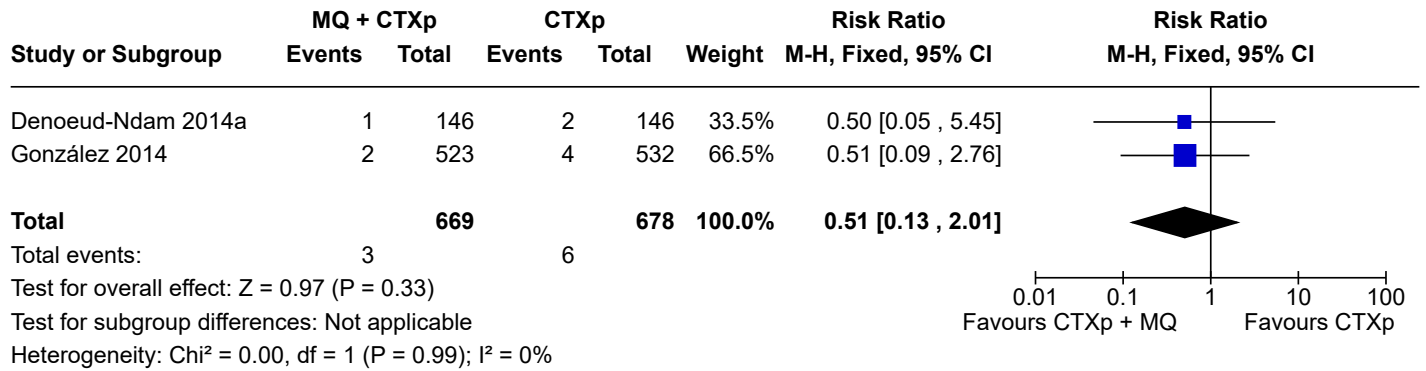 MQ + CTXp CTXp Risk Ratio Risk Ratio
Study or Subgroup Events Total Events Total Weight M-H, Fixed, 95% CI M-H, Fixed, 95% CI
Denoeud-Ndam 2014a 1 146 2 146 33.5% 0.50 [0.05 , 5.45]
González 2014 2 523 4 532 66.5% 0.51 [0.09 , 2.76]
Total 669 678 100.0% 0.51 [0.13 , 2.01]
Total events: 3 6
Test for overall effect: Z = 0.97 (P = 0.33)
Test for subgroup differences: Not applicable
Heterogeneity: Chi² = 0.00, df = 1 (P = 0.99); I² = 0%
0.01 0.1 1 10 100
Favours CTXp + MQ Favours CTXp